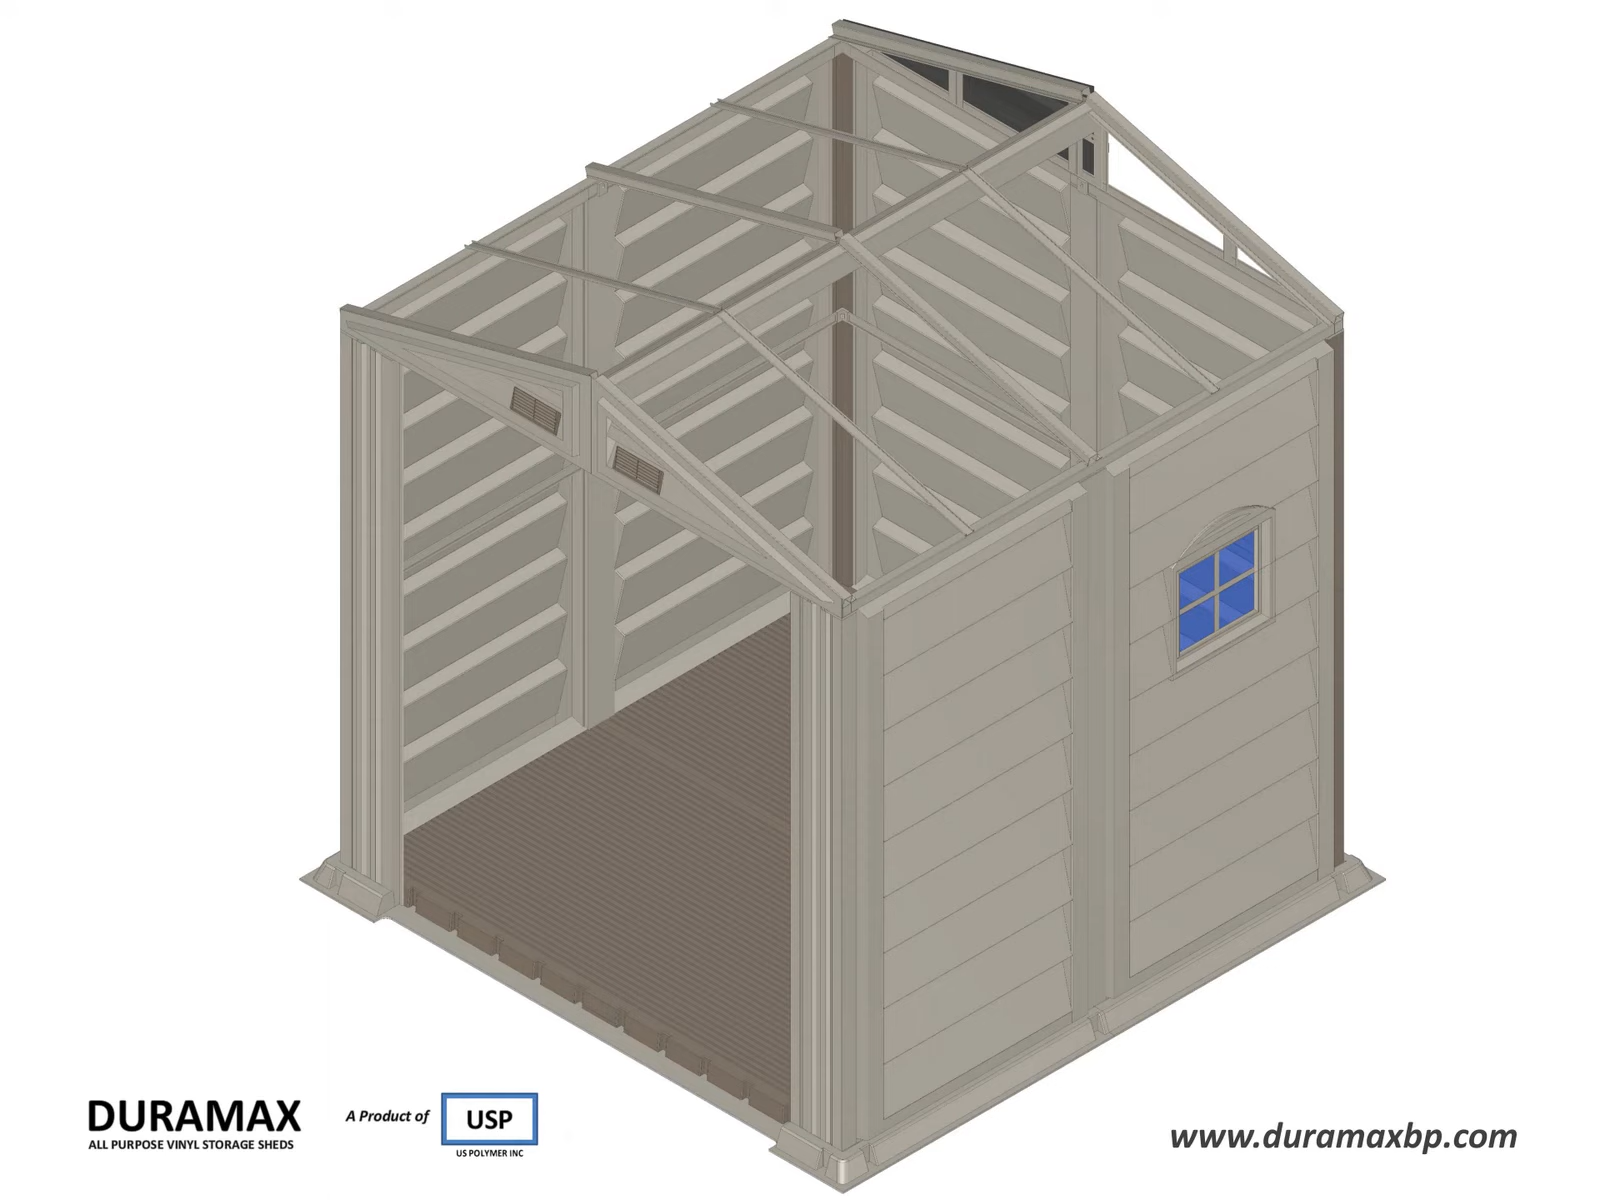 DURAMAX
ALL PURPOSE VINYL STORAGE SHEDS
A Product of
USP
US POLYMER INC
www.duramaxbp.com